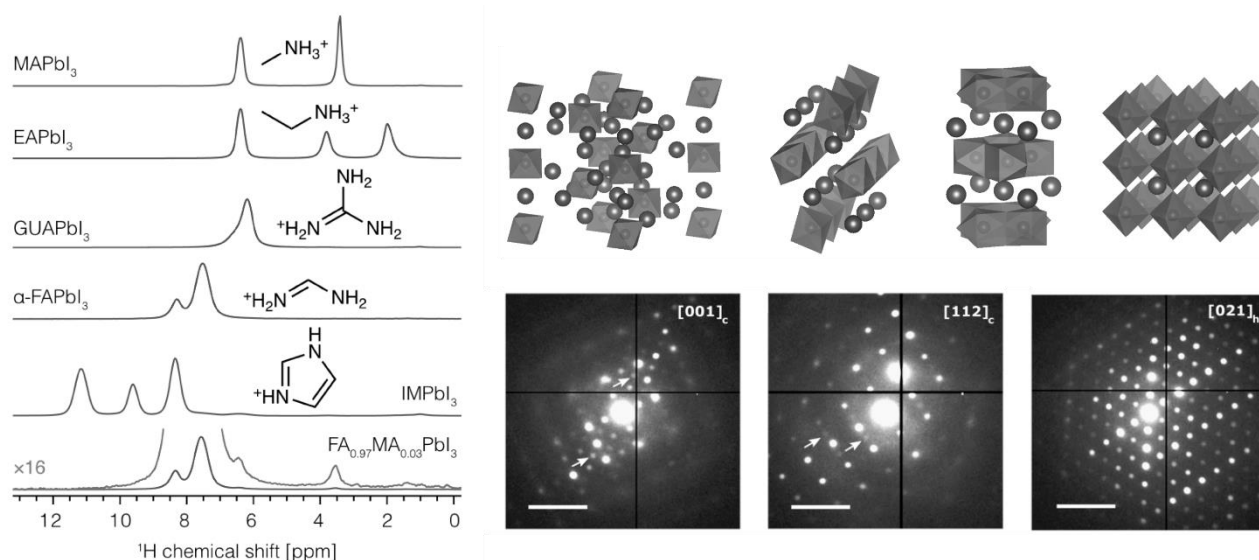 MAPbI₃
NH₃⁺
EAPbI₃
NH₃⁺
NH₂
GUAPbI₃
⁺H₂N
NH₂
α-FAPbI₃
⁺H₂N
NH₂
H
N
⁺HN
IMPbI₃
FA₀.₉₇MA₀.₀₃PbI₃
×16
12 10 8 6 4 2 0
¹H chemical shift [ppm]
[001]c
[112]c
[021]h